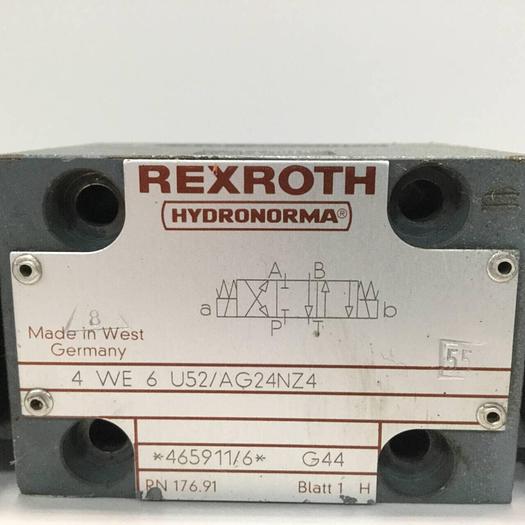 REXROTH
HYDRONORMA®
A B
a b
P T
8
Made in West
Germany
55
4 WE 6 U52/AG24NZ4
*465911/6* G44
RN 176.91 Blatt 1 H